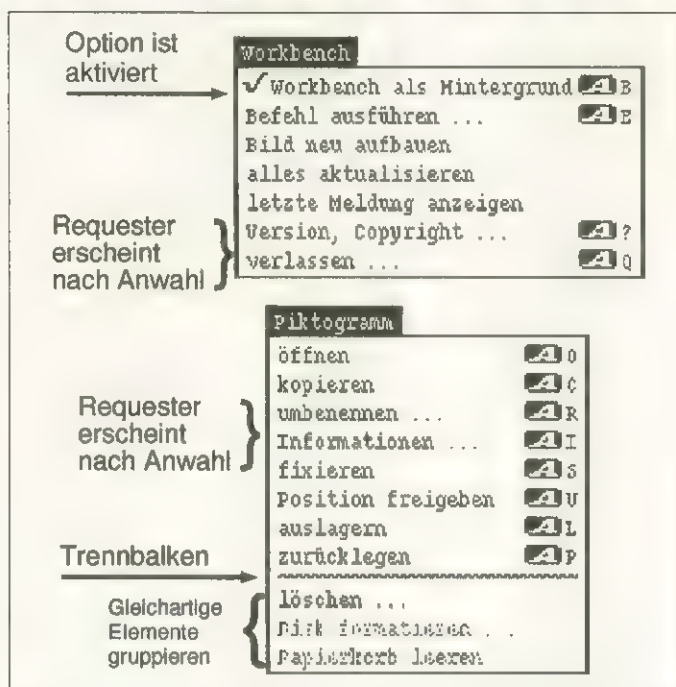 Option ist
aktiviert
Workbench
✓ Workbench als Hintergrund A B
Befehl ausführen ... A E
Bild neu aufbauen
alles aktualisieren
letzte Meldung anzeigen
Requester
erscheint
nach Anwahl
Version, Copyright ... A ?
verlassen ... A Q
Piktogramm
öffnen A O
kopieren A C
Requester
erscheint
nach Anwahl
umbenennen ... A R
Informationen ... A I
fixieren A S
Position freigeben A U
auslagern A L
zurücklegen A P
Trennbalken
Gleichartige
Elemente
gruppieren
löschen ...
Disk formatieren ...
Papierkorb leeren